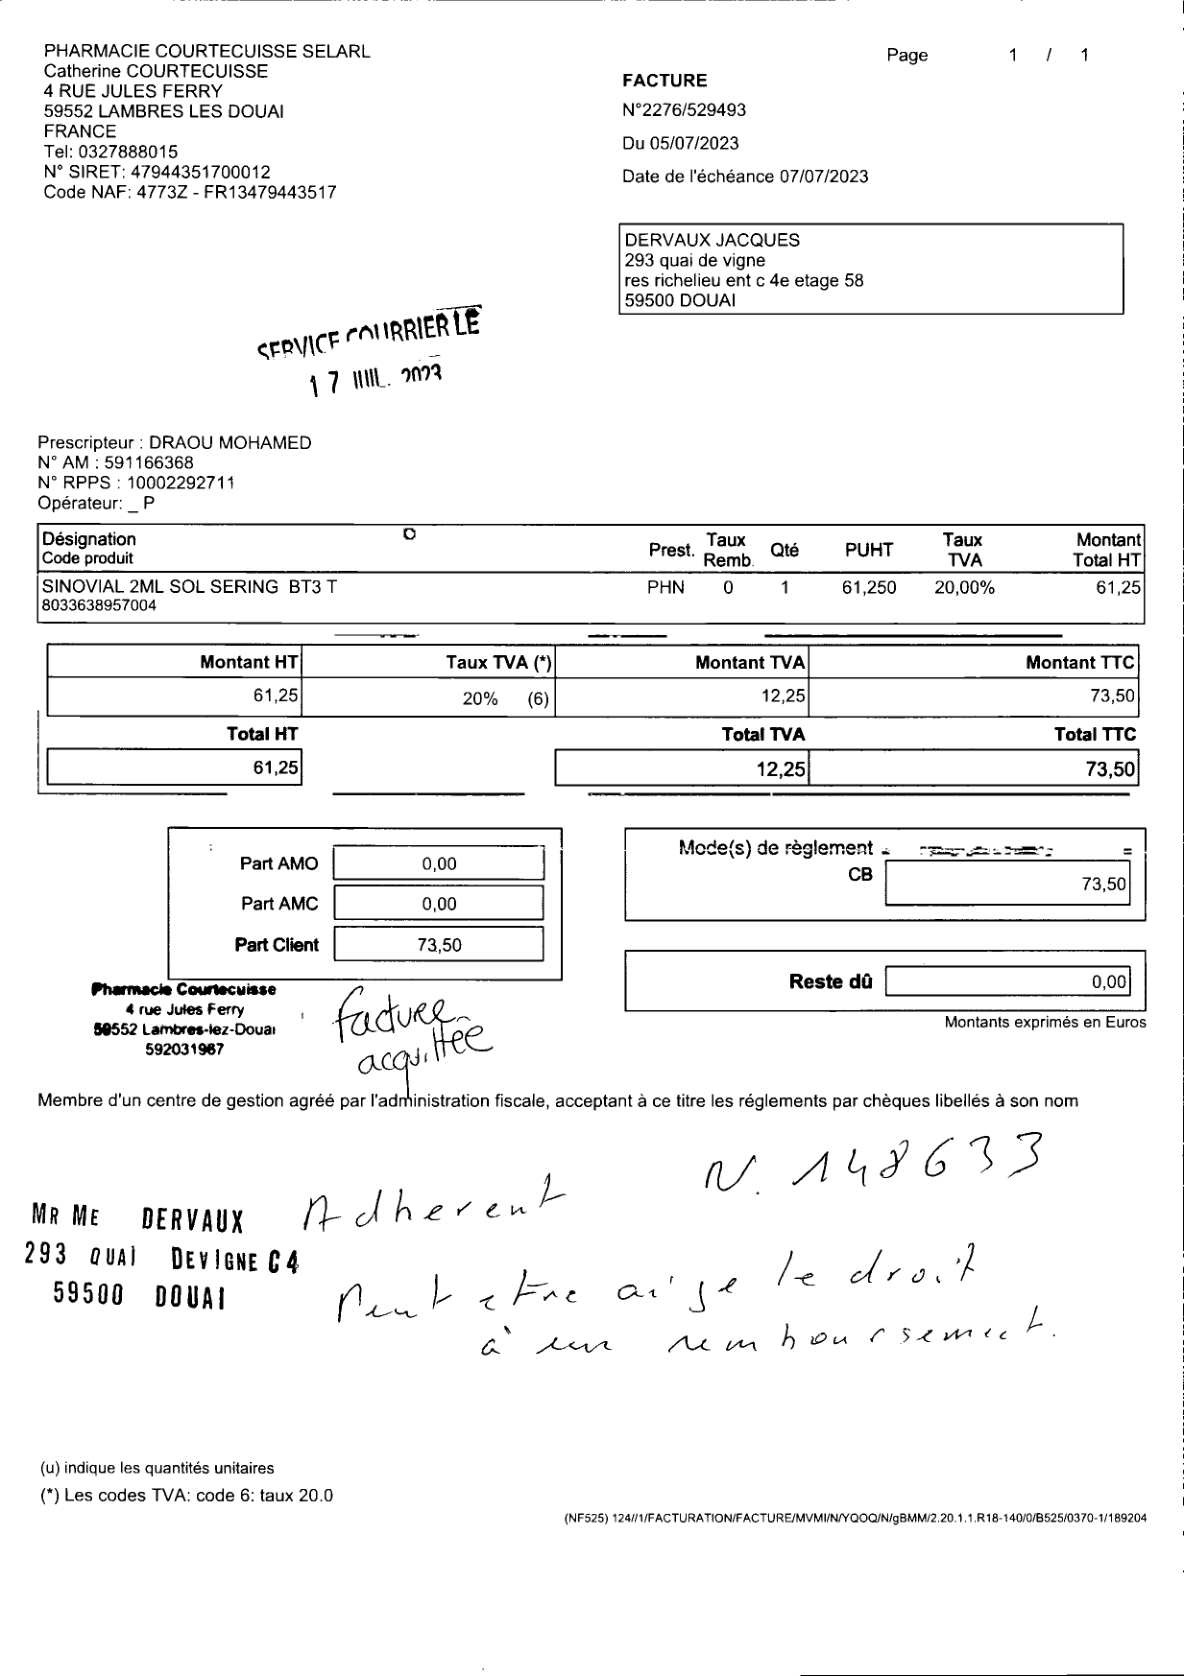 PHARMACIE COURTECUISSE SELARL
Catherine COURTECUISSE
4 RUE JULES FERRY
59552 LAMBRES LES DOUAI
FRANCE
Tel: 0327888015
N° SIRET: 47944351700012
Code NAF: 4773Z - FR13479443517
Page 1 / 1
FACTURE
N°2276/529493
Du 05/07/2023
Date de l'échéance 07/07/2023
DERVAUX JACQUES
293 quai de vigne
res richelieu ent c 4e etage 58
59500 DOUAI
SERVICE COURRIER LE
17 JUIL. 2023
Prescripteur : DRAOU MOHAMED
N° AM : 591166368
N° RPPS : 10002292711
Opérateur: _ P
Désignation Prest. Taux Remb. Qté PUHT Taux TVA Montant Total HT
Code produit
SINOVIAL 2ML SOL SERING BT3 T PHN 0 1 61,250 20,00% 61,25
8033638957004
Montant HT Taux TVA (*) Montant TVA Montant TTC
61,25 20% (6) 12,25 73,50
Total HT Total TVA Total TTC
61,25 12,25 73,50
Part AMO 0,00
Part AMC 0,00
Part Client 73,50
Mode(s) de règlement
CB 73,50
Reste dû 0,00
Montants exprimés en Euros
Pharmacie Courtecuisse
4 rue Jules Ferry
59552 Lambres-lez-Douai
592031967
facture
acquittée
Membre d'un centre de gestion agréé par l'administration fiscale, acceptant à ce titre les réglements par chèques libellés à son nom
N. 148633
Adherent
MR ME DERVAUX
293 QUAI DEVIGNE C4
59500 DOUAI
Peut etre ai je le droit
à un remboursement.
(u) indique les quantités unitaires
(*) Les codes TVA: code 6: taux 20.0
(NF525) 124//1/FACTURATION/FACTURE/MVMI/N/YQOQ/N/gBMM/2.20.1.1.R18-140/0/B525/0370-1/189204